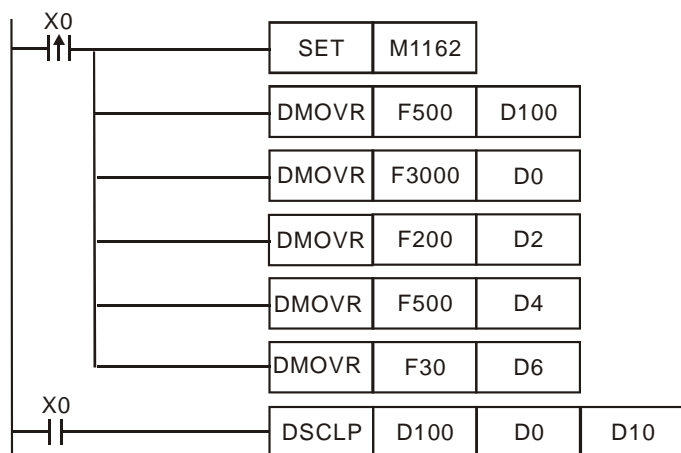 X0
SET M1162
DMOVR F500 D100
DMOVR F3000 D0
DMOVR F200 D2
DMOVR F500 D4
DMOVR F30 D6
X0
DSCLP D100 D0 D10